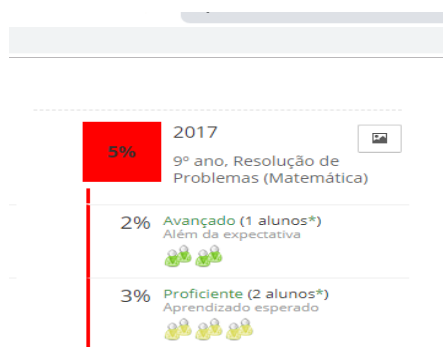 5%
2017
9º ano, Resolução de
Problemas (Matemática)
2%
Avançado (1 alunos*)
Além da expectativa
3%
Proficiente (2 alunos*)
Aprendizado esperado